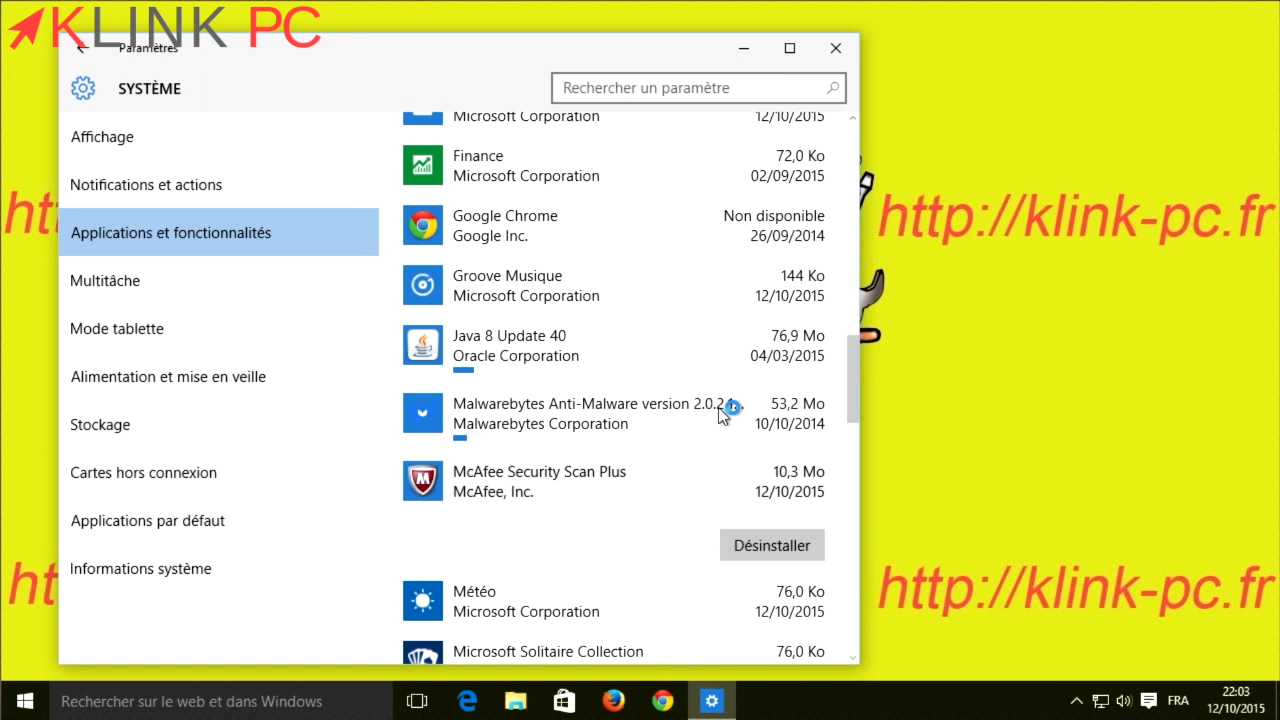 KLINK PC
Paramètres
SYSTÈME
Rechercher un paramètre
Affichage
Notifications et actions
Applications et fonctionnalités
Multitâche
Mode tablette
Alimentation et mise en veille
Stockage
Cartes hors connexion
Applications par défaut
Informations système
Microsoft Corporation 12/10/2015
Finance 72,0 Ko
Microsoft Corporation 02/09/2015
Google Chrome Non disponible
Google Inc. 26/09/2014
Groove Musique 144 Ko
Microsoft Corporation 12/10/2015
Java 8 Update 40 76,9 Mo
Oracle Corporation 04/03/2015
Malwarebytes Anti-Malware version 53,2 Mo
Malwarebytes Corporation 10/10/2014
McAfee Security Scan Plus 10,3 Mo
McAfee, Inc. 12/10/2015
Désinstaller
Météo 76,0 Ko
Microsoft Corporation 12/10/2015
Microsoft Solitaire Collection 76,0 Ko
ht
http://klink-pc.fr
ht
http://klink-pc.fr
Rechercher sur le web et dans Windows
FRA
22:03
12/10/2015